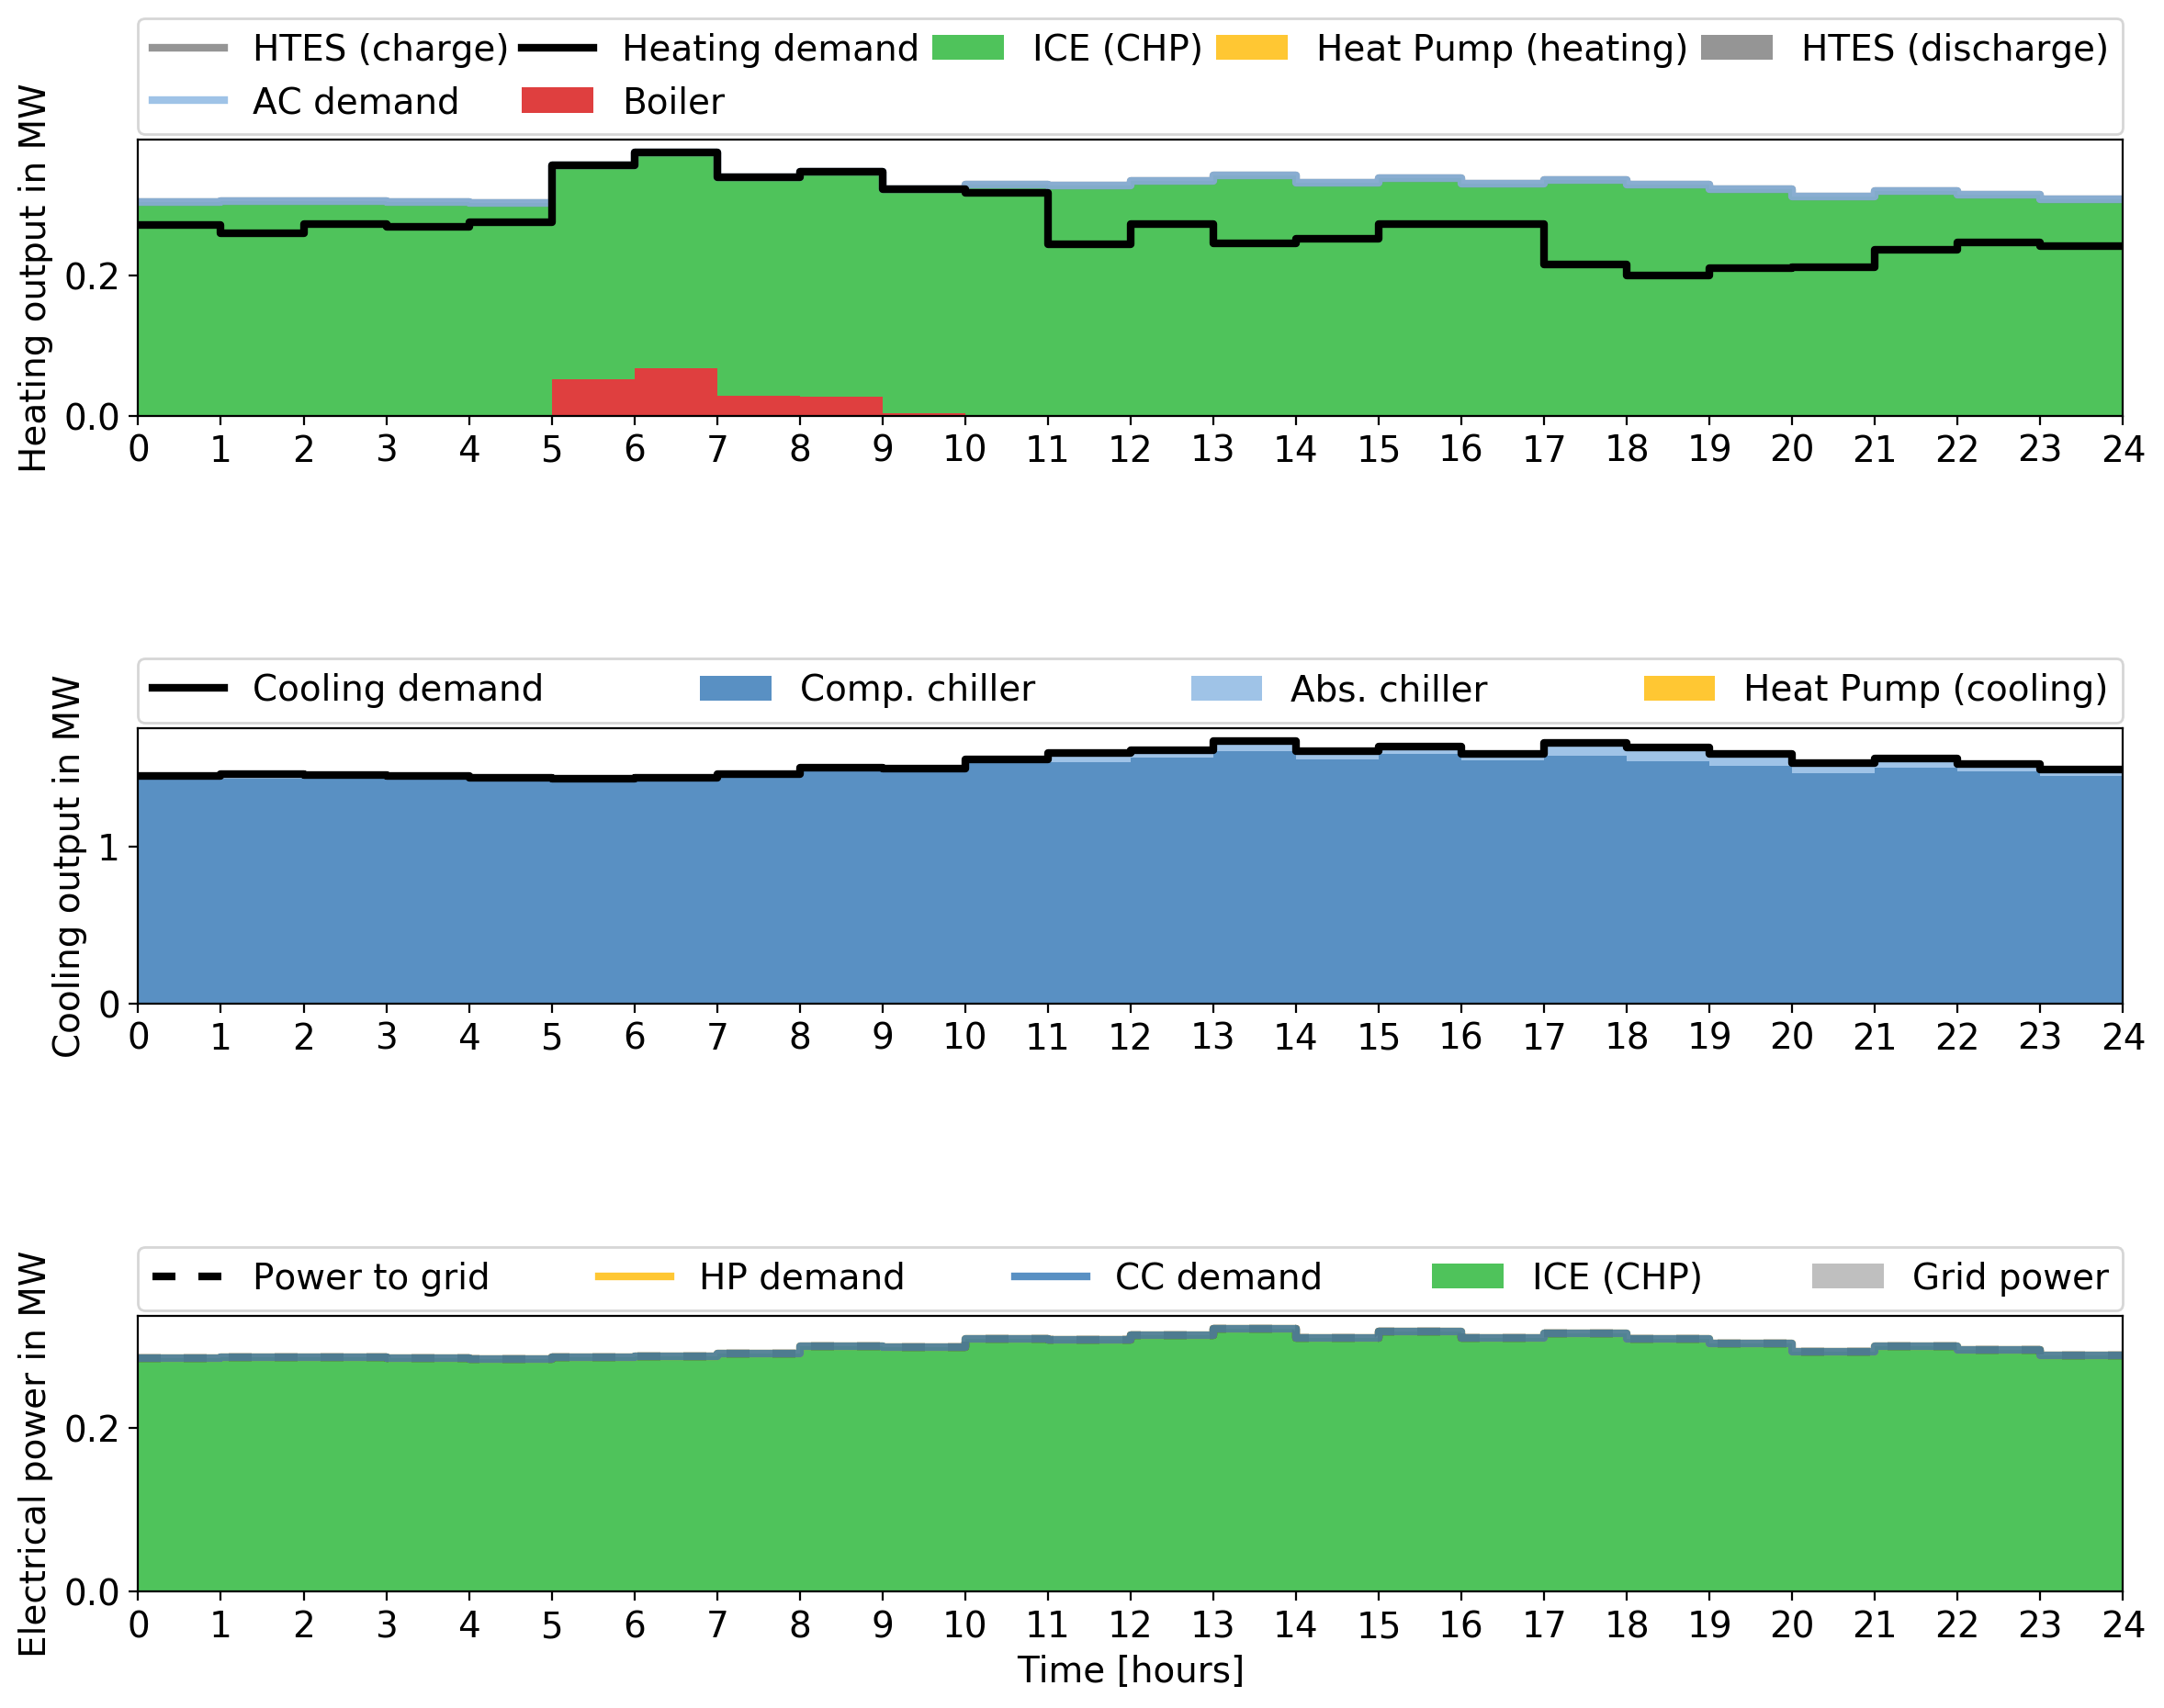 HTES (charge) Heating demand ICE (CHP) Heat Pump (heating) HTES (discharge)
AC demand Boiler
Heating output in MW
0.2
0.0
0 1 2 3 4 5 6 7 8 9 10 11 12 13 14 15 16 17 18 19 20 21 22 23 24
Cooling demand Comp. chiller Abs. chiller Heat Pump (cooling)
Cooling output in MW
1
0
0 1 2 3 4 5 6 7 8 9 10 11 12 13 14 15 16 17 18 19 20 21 22 23 24
Power to grid HP demand CC demand ICE (CHP) Grid power
Electrical power in MW
0.2
0.0
0 1 2 3 4 5 6 7 8 9 10 11 12 13 14 15 16 17 18 19 20 21 22 23 24
Time [hours]